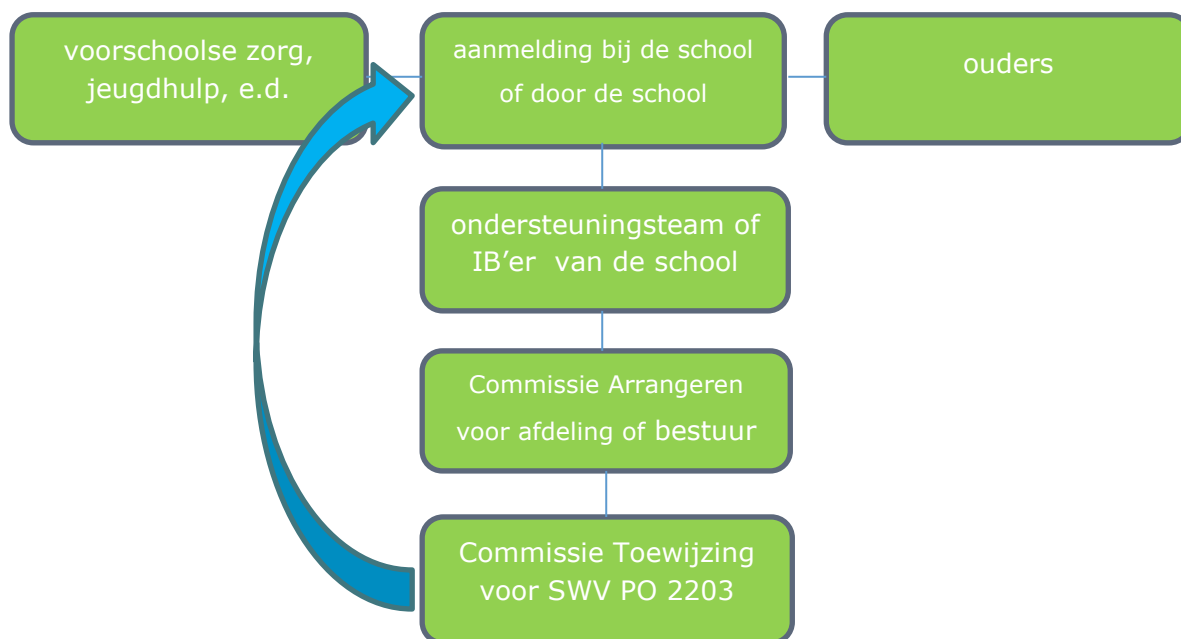 voorschoolse zorg,
jeugdhulp, e.d.
aanmelding bij de school
of door de school
ouders
ondersteuningsteam of
IB’er van de school
Commissie Arrangeren
voor afdeling of bestuur
Commissie Toewijzing
voor SWV PO 2203